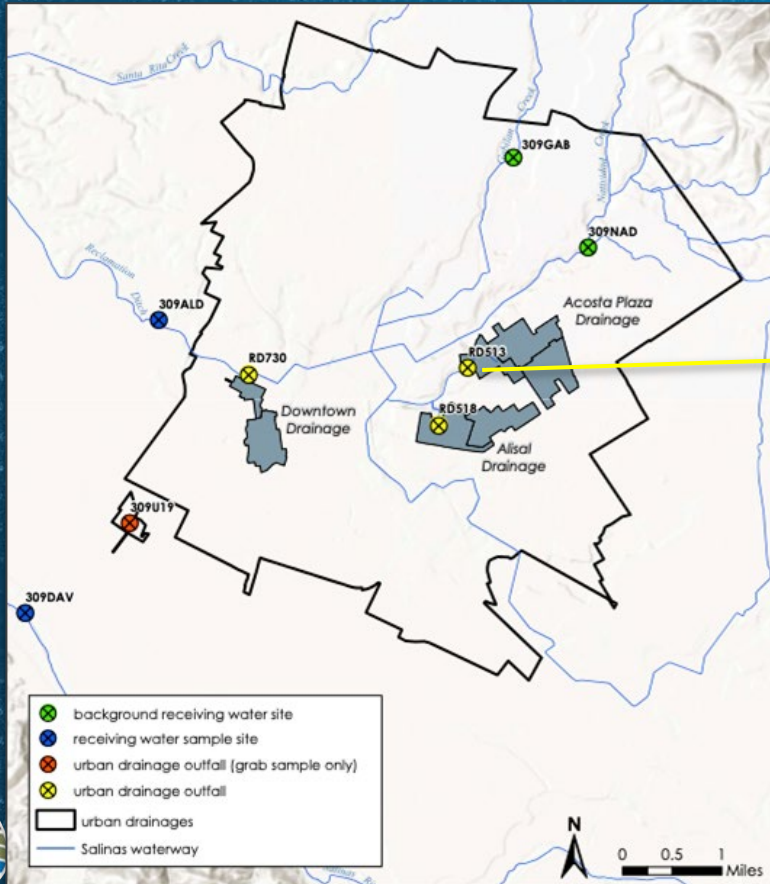 Santa Rita Creek
Gabilan Creek
309GAB
Natividad Creek
309NAD
Reclamation
Ditch
309ALD
Acosta Plaza
Drainage
RD513
RD730
Downtown
Drainage
RD518
Alisal
Drainage
309U19
309DAV
background receiving water site
receiving water sample site
urban drainage outfall (grab sample only)
urban drainage outfall
urban drainages
Salinas waterway
N
0 0.5 1
Miles